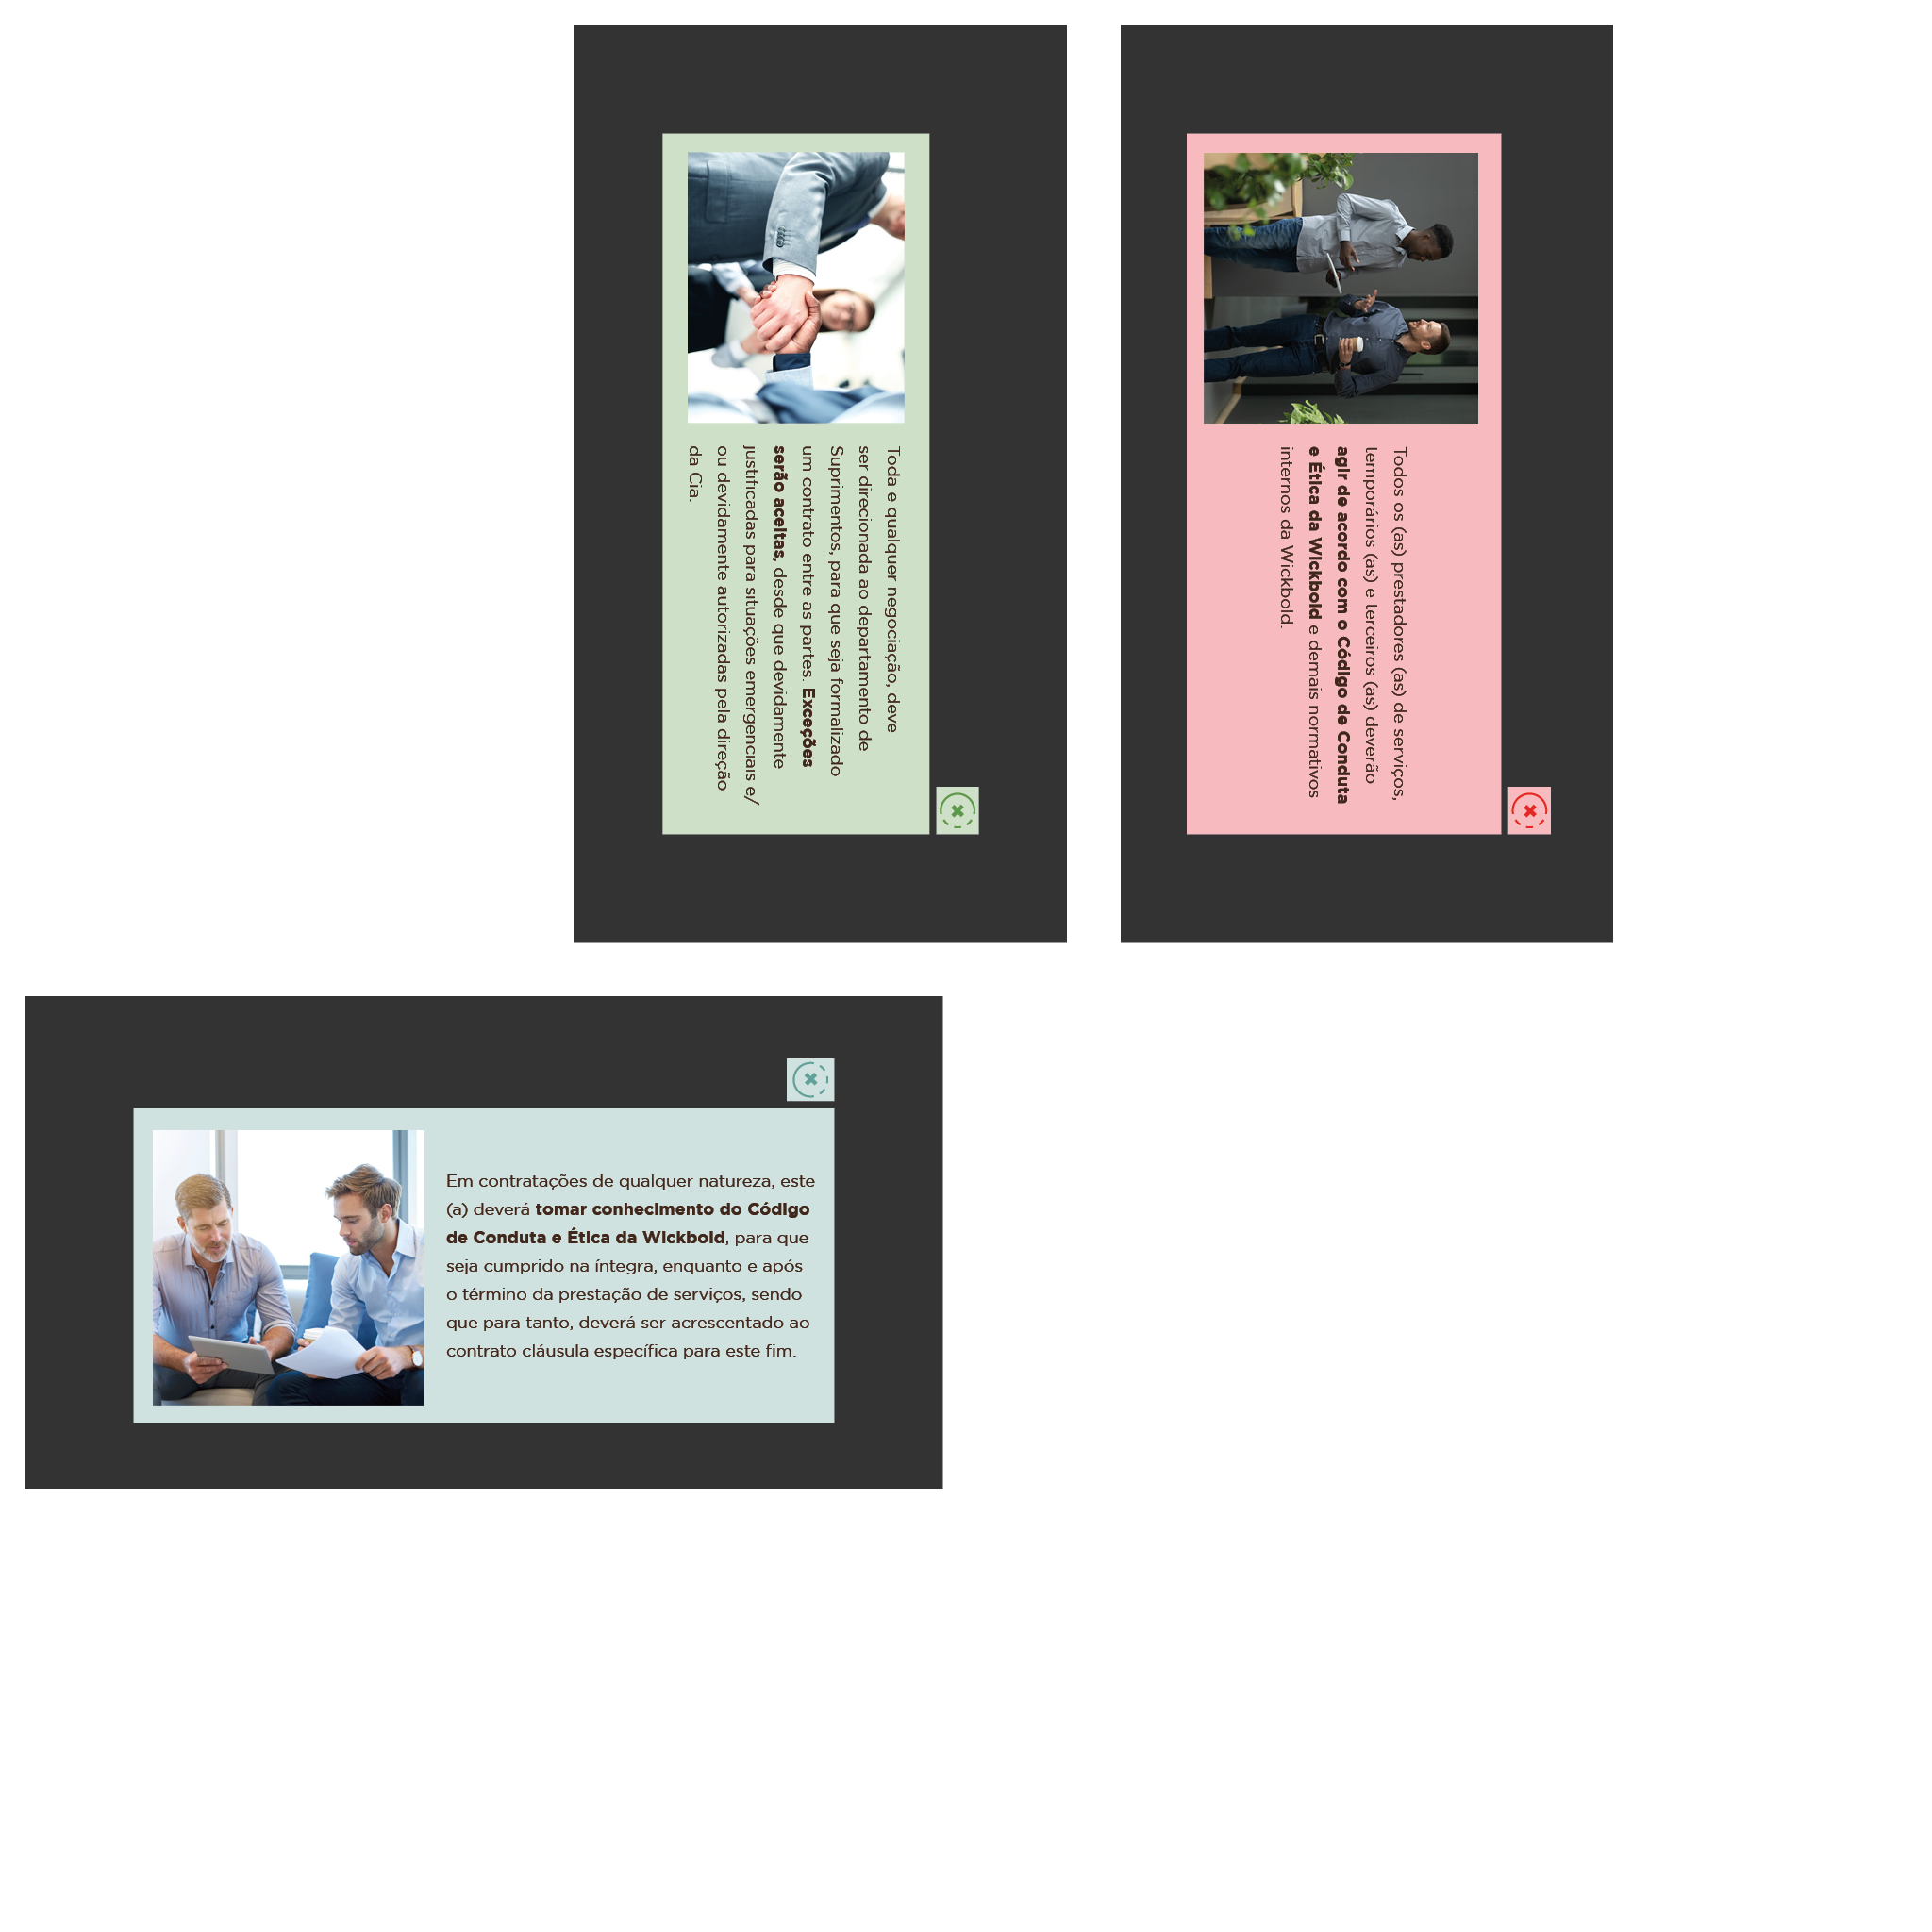 Toda e qualquer negociação, deve
ser direcionada ao departamento de
Suprimentos, para que seja formalizado
um contrato entre as partes. Exceções
serão aceitas, desde que devidamente
justificadas para situações emergenciais e/
ou devidamente autorizadas pela direção
da Cia.
Todos os (as) prestadores (as) de serviços,
temporários (as) e terceiros (as) deverão
agir de acordo com o Código de Conduta
e Ética da Wickbold e demais normativos
internos da Wickbold.
Em contratações de qualquer natureza, este
(a) deverá tomar conhecimento do Código
de Conduta e Ética da Wickbold, para que
seja cumprido na íntegra, enquanto e após
o término da prestação de serviços, sendo
que para tanto, deverá ser acrescentado ao
contrato cláusula específica para este fim.